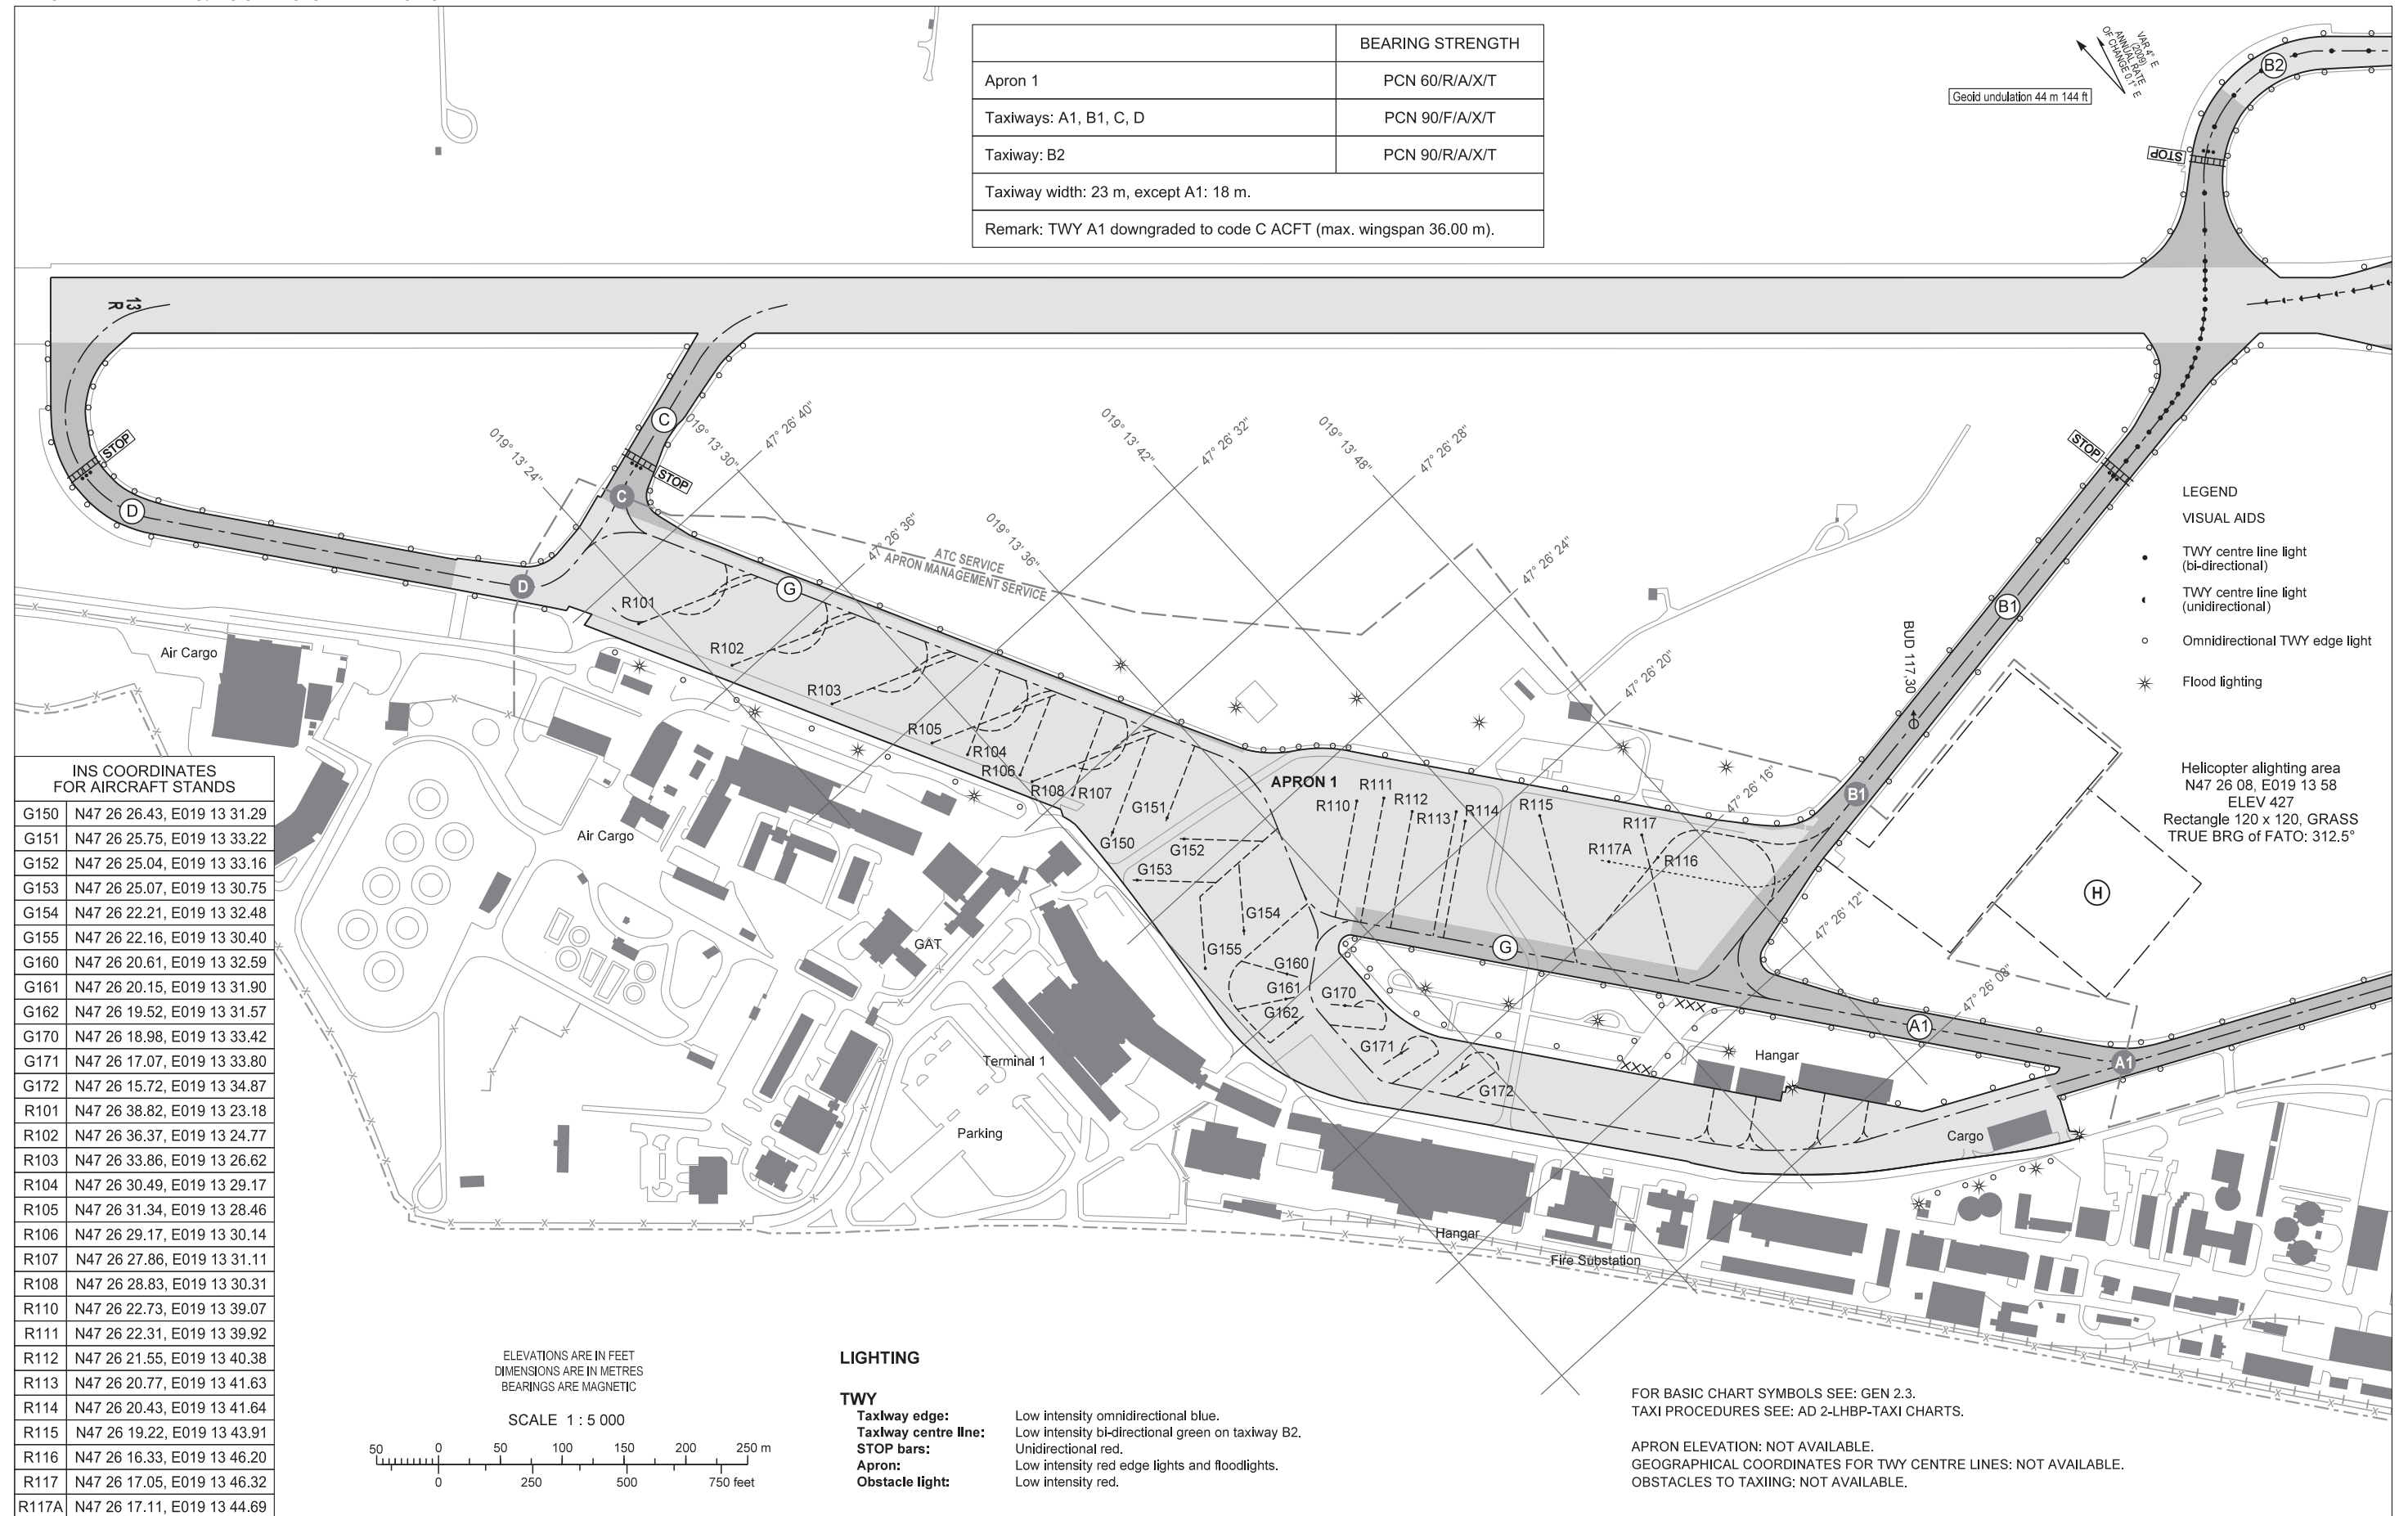 BEARING STRENGTH
Apron 1 PCN 60/R/A/X/T
Taxiways: A1, B1, C, D PCN 90/F/A/X/T
Taxiway: B2 PCN 90/R/A/X/T
Taxiway width: 23 m, except A1: 18 m.
Remark: TWY A1 downgraded to code C ACFT (max. wingspan 36.00 m).
VAR 4° E
(2009)
ANNUAL RATE
OF CHANGE 0.1° E
Geoid undulation 44 m 144 ft
B2
STOP
13
R
C
019° 13' 24"
019° 13' 30"
47° 26' 40"
47° 26' 36"
019° 13' 36"
47° 26' 32"
019° 13' 42"
47° 26' 28"
019° 13' 48"
47° 26' 24"
47° 26' 20"
47° 26' 16"
47° 26' 12"
47° 26' 08"
STOP
STOP
STOP
C
D
D
G
ATC SERVICE
APRON MANAGEMENT SERVICE
B1
BUD 117,30
B1
LEGEND
VISUAL AIDS
TWY centre line light
(bi-directional)
TWY centre line light
(unidirectional)
Omnidirectional TWY edge light
Flood lighting
Helicopter alighting area
N47 26 08, E019 13 58
ELEV 427
Rectangle 120 x 120, GRASS
TRUE BRG of FATO: 312.5°
H
R101
R102
R103
R105
R104
R106
R108
R107
G151
G150
G152
G153
G154
G155
G160
G161
G162
G170
G171
G172
APRON 1
R110
R111
R112
R113
R114
R115
R117
R117A
R116
G
A1
A1
Air Cargo
Air Cargo
GAT
Terminal 1
Parking
Hangar
Hangar
Cargo
Fire Substation
INS COORDINATES
FOR AIRCRAFT STANDS
G150 N47 26 26.43, E019 13 31.29
G151 N47 26 25.75, E019 13 33.22
G152 N47 26 25.04, E019 13 33.16
G153 N47 26 25.07, E019 13 30.75
G154 N47 26 22.21, E019 13 32.48
G155 N47 26 22.16, E019 13 30.40
G160 N47 26 20.61, E019 13 32.59
G161 N47 26 20.15, E019 13 31.90
G162 N47 26 19.52, E019 13 31.57
G170 N47 26 18.98, E019 13 33.42
G171 N47 26 17.07, E019 13 33.80
G172 N47 26 15.72, E019 13 34.87
R101 N47 26 38.82, E019 13 23.18
R102 N47 26 36.37, E019 13 24.77
R103 N47 26 33.86, E019 13 26.62
R104 N47 26 30.49, E019 13 29.17
R105 N47 26 31.34, E019 13 28.46
R106 N47 26 29.17, E019 13 30.14
R107 N47 26 27.86, E019 13 31.11
R108 N47 26 28.83, E019 13 30.31
R110 N47 26 22.73, E019 13 39.07
R111 N47 26 22.31, E019 13 39.92
R112 N47 26 21.55, E019 13 40.38
R113 N47 26 20.77, E019 13 41.63
R114 N47 26 20.43, E019 13 41.64
R115 N47 26 19.22, E019 13 43.91
R116 N47 26 16.33, E019 13 46.20
R117 N47 26 17.05, E019 13 46.32
R117A N47 26 17.11, E019 13 44.69
ELEVATIONS ARE IN FEET
DIMENSIONS ARE IN METRES
BEARINGS ARE MAGNETIC
SCALE 1 : 5 000
50 0 50 100 150 200 250 m
0 250 500 750 feet
LIGHTING
TWY
Taxiway edge: Low intensity omnidirectional blue.
Taxiway centre line: Low intensity bi-directional green on taxiway B2.
STOP bars: Unidirectional red.
Apron: Low intensity red edge lights and floodlights.
Obstacle light: Low intensity red.
FOR BASIC CHART SYMBOLS SEE: GEN 2.3.
TAXI PROCEDURES SEE: AD 2-LHBP-TAXI CHARTS.
APRON ELEVATION: NOT AVAILABLE.
GEOGRAPHICAL COORDINATES FOR TWY CENTRE LINES: NOT AVAILABLE.
OBSTACLES TO TAXIING: NOT AVAILABLE.